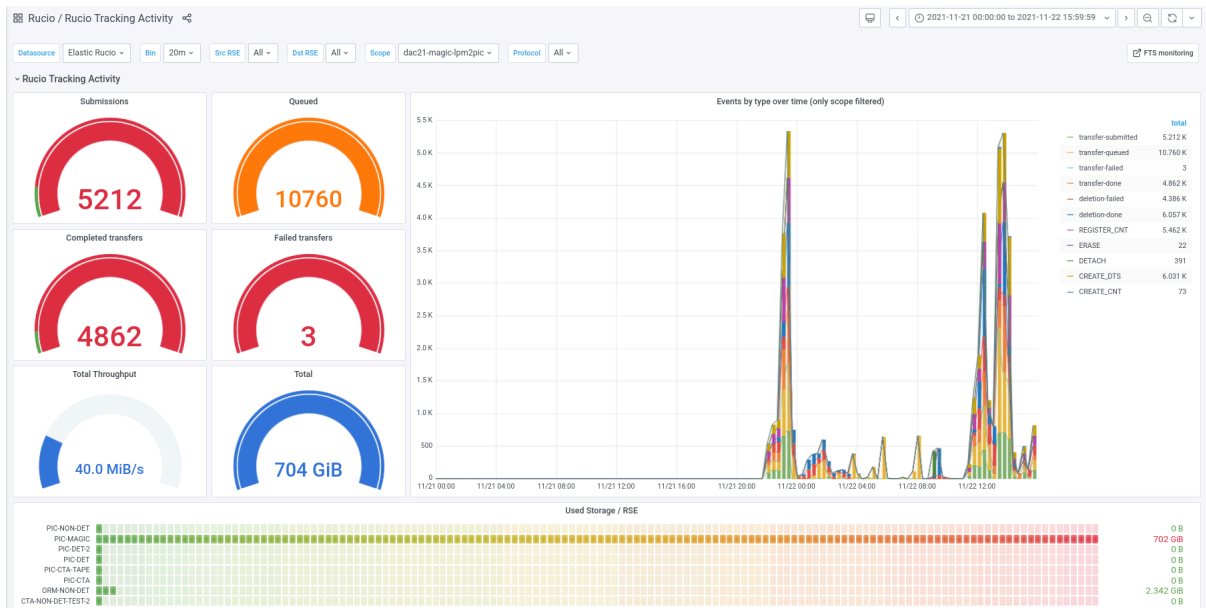 Rucio / Rucio Tracking Activity
2021-11-21 00:00:00 to 2021-11-22 15:59:59
Datasource Elastic Rucio Bin 20m Src RSE All Dst RSE All Scope dac21-magic-lpm2pic Protocol All FTS monitoring
Rucio Tracking Activity
Submissions
5212
Queued
10760
Completed transfers
4862
Failed transfers
3
Total Throughput
40.0 MiB/s
Total
704 GiB
Events by type over time (only scope filtered)
5.5 K
5.0 K
4.5 K
4.0 K
3.5 K
3.0 K
2.5 K
2.0 K
1.5 K
1.0 K
500
0
11/21 00:00 11/21 04:00 11/21 08:00 11/21 12:00 11/21 16:00 11/21 20:00 11/22 00:00 11/22 04:00 11/22 08:00 11/22 12:00
total
transfer-submitted 5.212 K
transfer-queued 10.760 K
transfer-failed 3
transfer-done 4.862 K
deletion-failed 4.386 K
deletion-done 6.057 K
REGISTER_CNT 5.462 K
ERASE 22
DETACH 391
CREATE_DTS 6.031 K
CREATE_CNT 73
Used Storage / RSE
PIC-NON-DET 0 B
PIC-MAGIC 702 GiB
PIC-DET-2 0 B
PIC-DET 0 B
PIC-CTA-TAPE 0 B
PIC-CTA 0 B
ORM-NON-DET 2.342 GiB
CTA-NON-DET-TEST-2 0 B